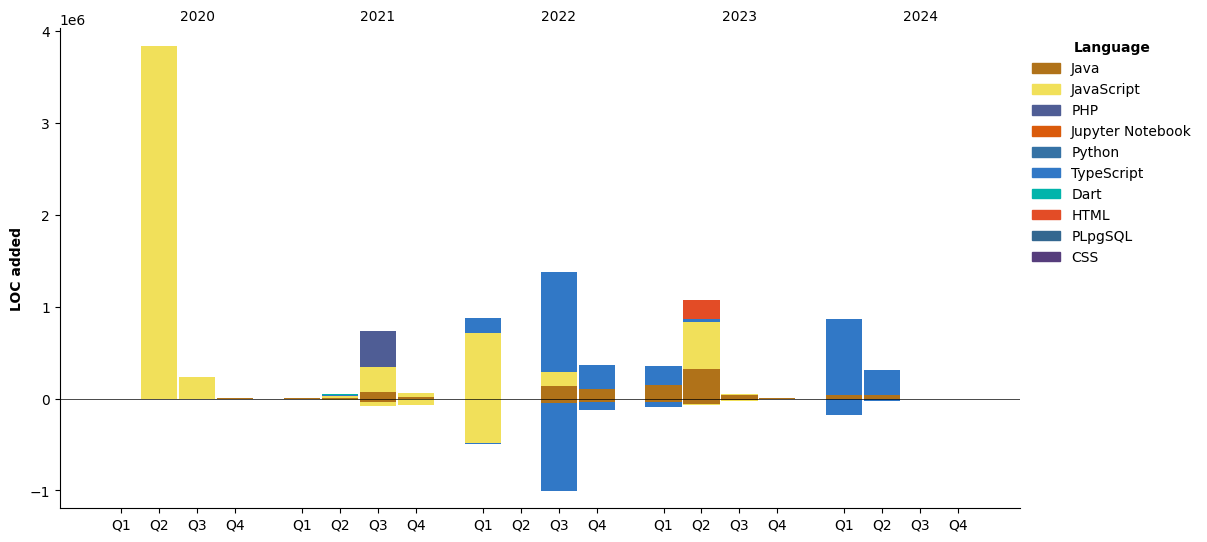 2020 2021 2022 2023 2024
1e6
4
3
2
1
0
−1
LOC added
Q1 Q2 Q3 Q4 Q1 Q2 Q3 Q4 Q1 Q2 Q3 Q4 Q1 Q2 Q3 Q4 Q1 Q2 Q3 Q4
Language
Java
JavaScript
PHP
Jupyter Notebook
Python
TypeScript
Dart
HTML
PLpgSQL
CSS